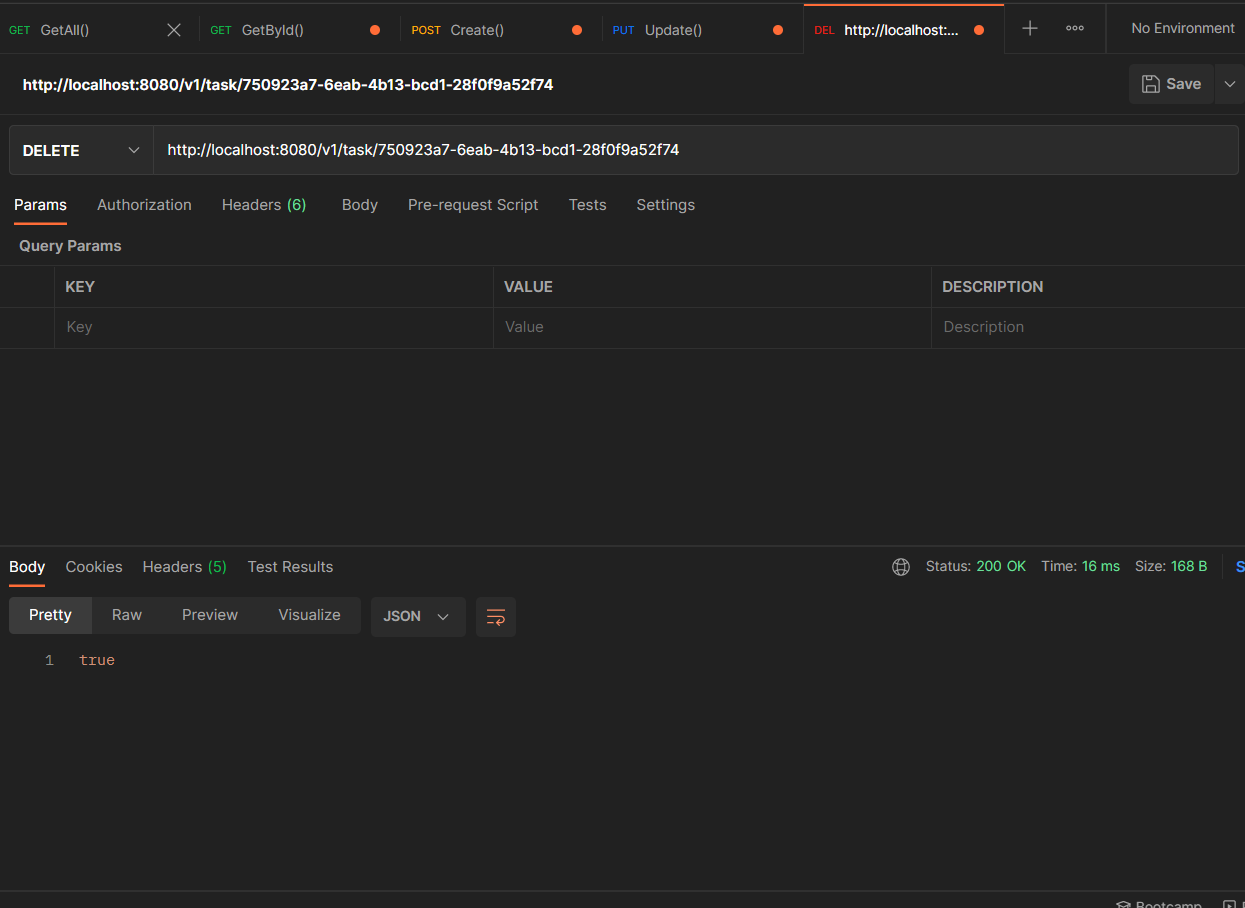 GET GetAll() GET GetById() POST Create() PUT Update() DEL http://localhost:... No Environment
http://localhost:8080/v1/task/750923a7-6eab-4b13-bcd1-28f0f9a52f74 Save
DELETE http://localhost:8080/v1/task/750923a7-6eab-4b13-bcd1-28f0f9a52f74
Params Authorization Headers (6) Body Pre-request Script Tests Settings
Query Params
KEY VALUE DESCRIPTION
Key Value Description
Body Cookies Headers (5) Test Results Status: 200 OK Time: 16 ms Size: 168 B
Pretty Raw Preview Visualize JSON
1 true
Bootcamp